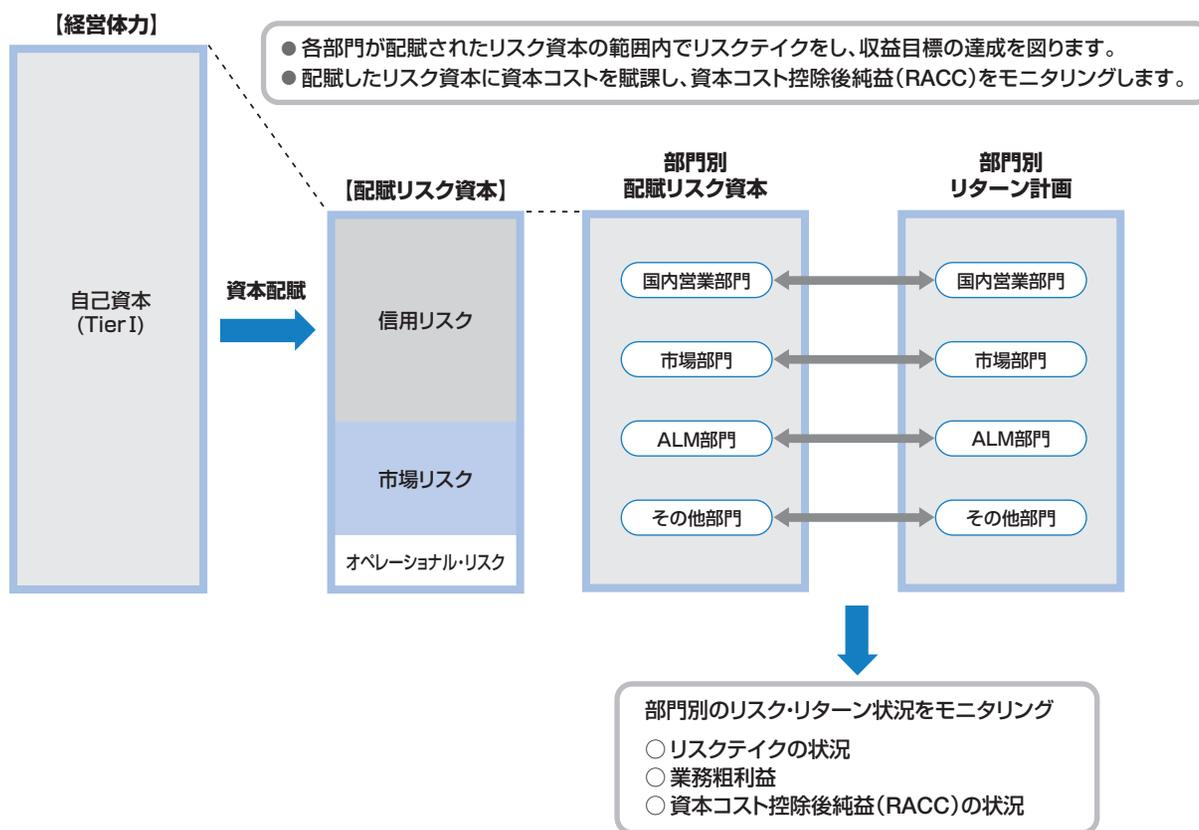 【経営体力】
● 各部門が配賦されたリスク資本の範囲内でリスクテイクをし、収益目標の達成を図ります。
● 配賦したリスク資本に資本コストを賦課し、資本コスト控除後純益(RACC)をモニタリングします。
自己資本
(TierⅠ)
資本配賦
【配賦リスク資本】
信用リスク
市場リスク
オペレーショナル・リスク
部門別
配賦リスク資本
国内営業部門
市場部門
ALM部門
その他部門
部門別
リターン計画
国内営業部門
市場部門
ALM部門
その他部門
部門別のリスク・リターン状況をモニタリング
○ リスクテイクの状況
○ 業務粗利益
○ 資本コスト控除後純益(RACC)の状況